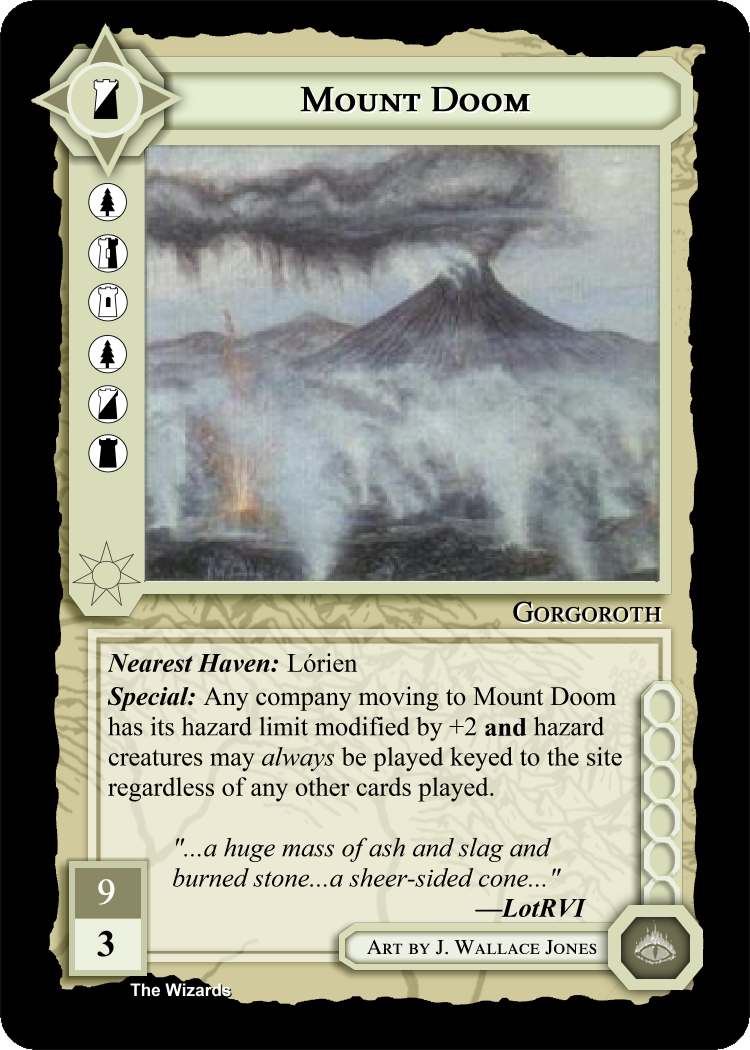 Mount Doom
Gorgoroth
Nearest Haven: Lórien
Special: Any company moving to Mount Doom
has its hazard limit modified by +2 and hazard
creatures may always be played keyed to the site
regardless of any other cards played.
"...a huge mass of ash and slag and
burned stone...a sheer-sided cone..."
—LotRVI
9
3
Art by J. Wallace Jones
The Wizards